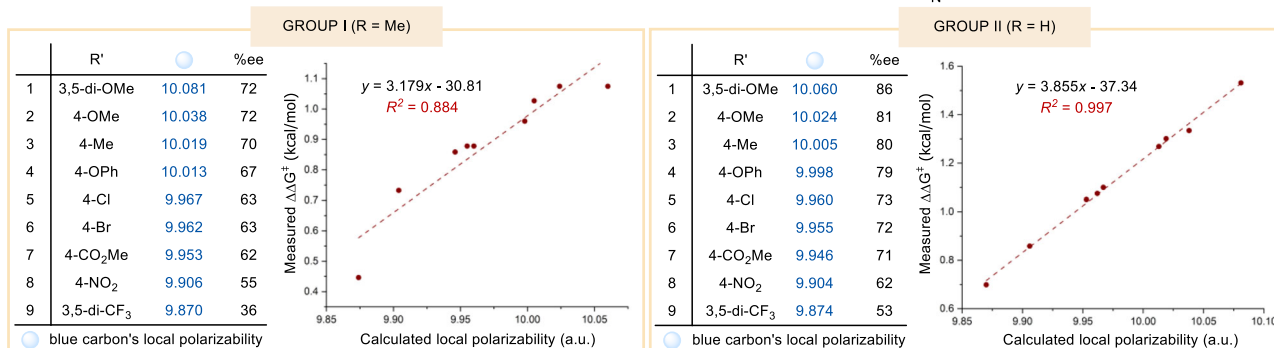 N
GROUP I (R = Me)
R' %ee
1 3,5-di-OMe 10.081 72
2 4-OMe 10.038 72
3 4-Me 10.019 70
4 4-OPh 10.013 67
5 4-Cl 9.967 63
6 4-Br 9.962 63
7 4-CO₂Me 9.953 62
8 4-NO₂ 9.906 55
9 3,5-di-CF₃ 9.870 36
blue carbon's local polarizability
Measured ΔΔG‡ (kcal/mol)
1.1
1.0
0.9
0.8
0.7
0.6
0.5
0.4
y = 3.179x - 30.81
R² = 0.884
9.85 9.90 9.95 10.00 10.05
Calculated local polarizability (a.u.)
GROUP II (R = H)
R' %ee
1 3,5-di-OMe 10.060 86
2 4-OMe 10.024 81
3 4-Me 10.005 80
4 4-OPh 9.998 79
5 4-Cl 9.960 73
6 4-Br 9.955 72
7 4-CO₂Me 9.946 71
8 4-NO₂ 9.904 62
9 3,5-di-CF₃ 9.874 53
blue carbon's local polarizability
Measured ΔΔG‡ (kcal/mol)
1.6
1.4
1.2
1.0
0.8
0.6
y = 3.855x - 37.34
R² = 0.997
9.85 9.90 9.95 10.00 10.05 10.10
Calculated local polarizability (a.u.)